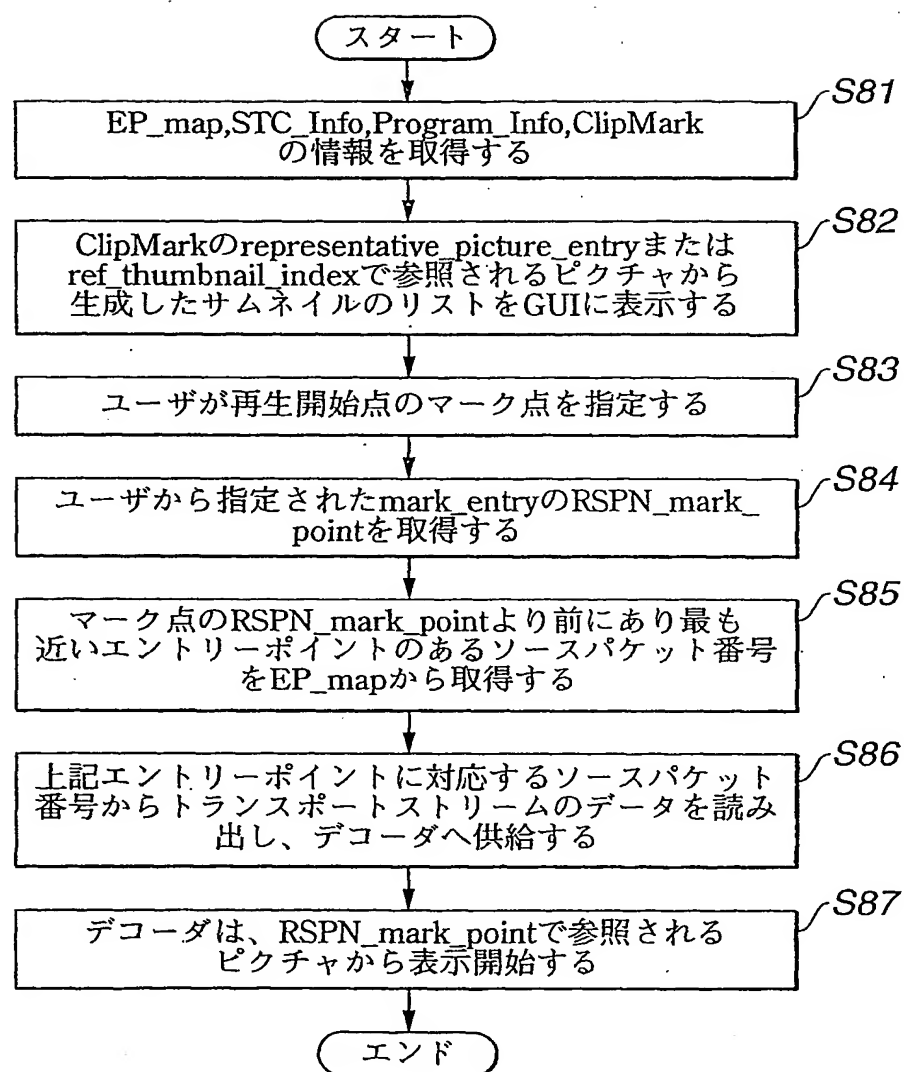 スタート
S81
EP_map,STC_Info,Program_Info,ClipMark
の情報を取得する
S82
ClipMarkのrepresentative_picture_entryまたは
ref_thumbnail_indexで参照されるピクチャから
生成したサムネイルのリストをGUIに表示する
S83
ユーザが再生開始点のマーク点を指定する
S84
ユーザから指定されたmark_entryのRSPN_mark_
pointを取得する
S85
マーク点のRSPN_mark_pointより前にあり最も
近いエントリーポイントのあるソースパケット番号
をEP_mapから取得する
S86
上記エントリーポイントに対応するソースパケット
番号からトランスポートストリームのデータを読み
出し、デコーダへ供給する
S87
デコーダは、RSPN_mark_pointで参照される
ピクチャから表示開始する
エンド